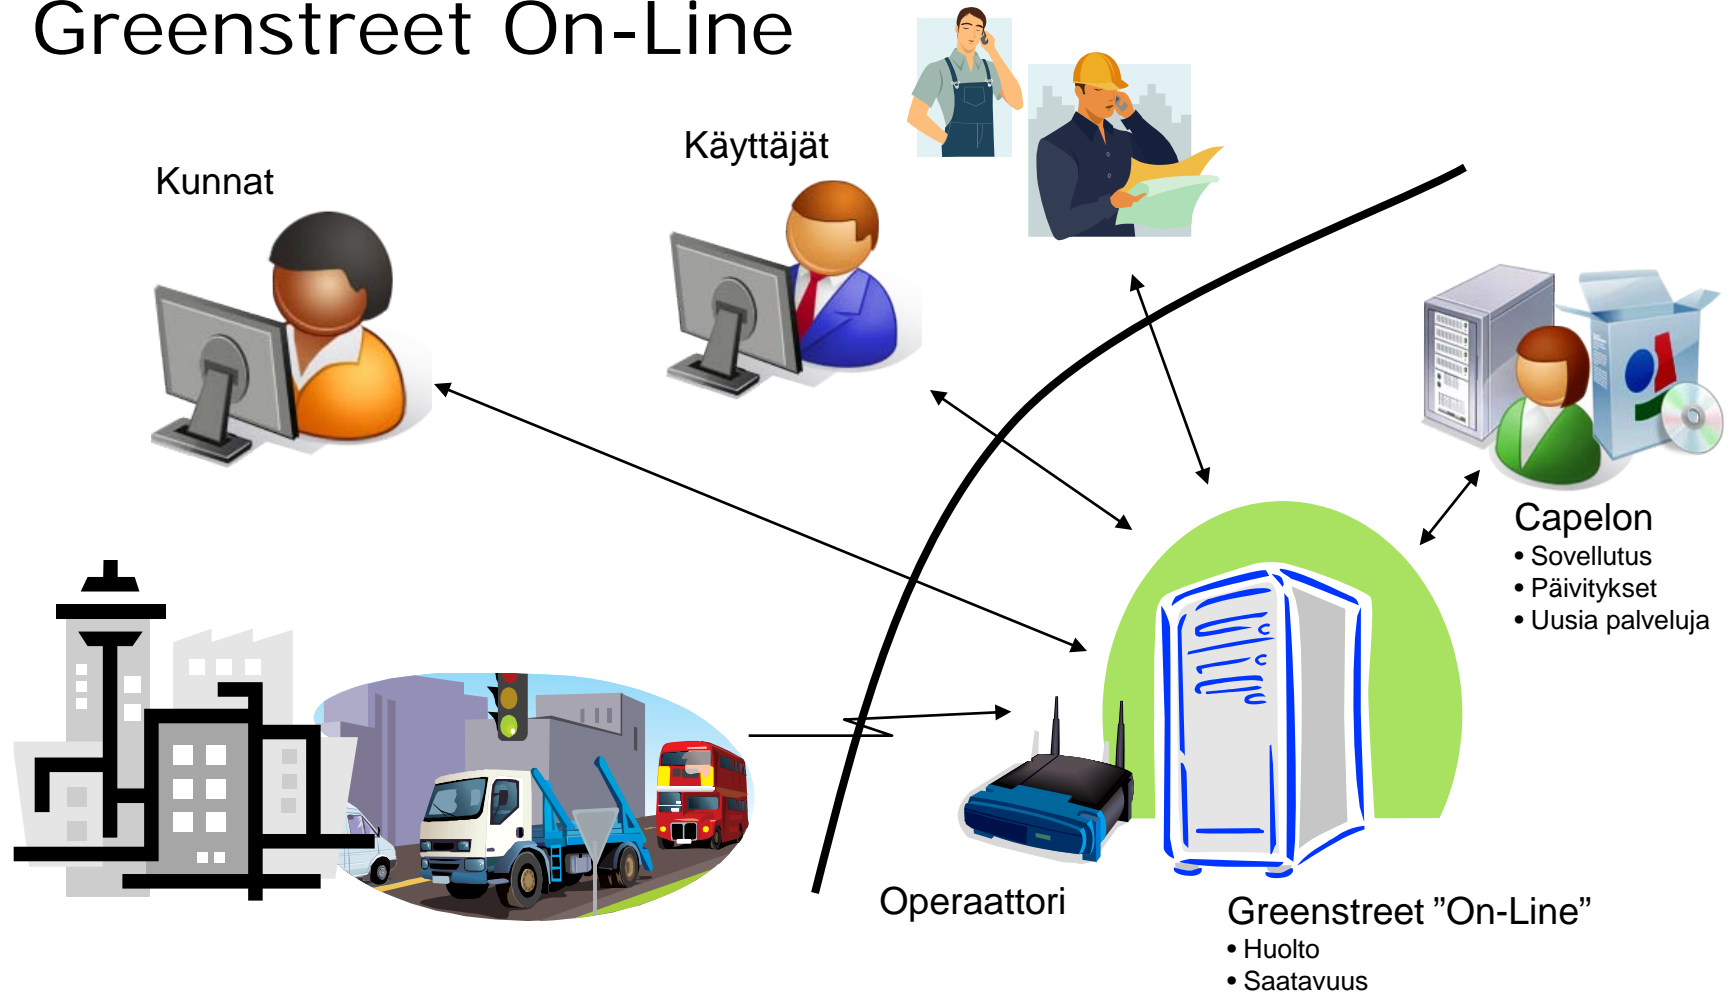 Greenstreet On-Line
Käyttäjät
Kunnat
Capelon
• Sovellutus
• Päivitykset
• Uusia palveluja
Operaattori
Greenstreet ”On-Line”
• Huolto
• Saatavuus